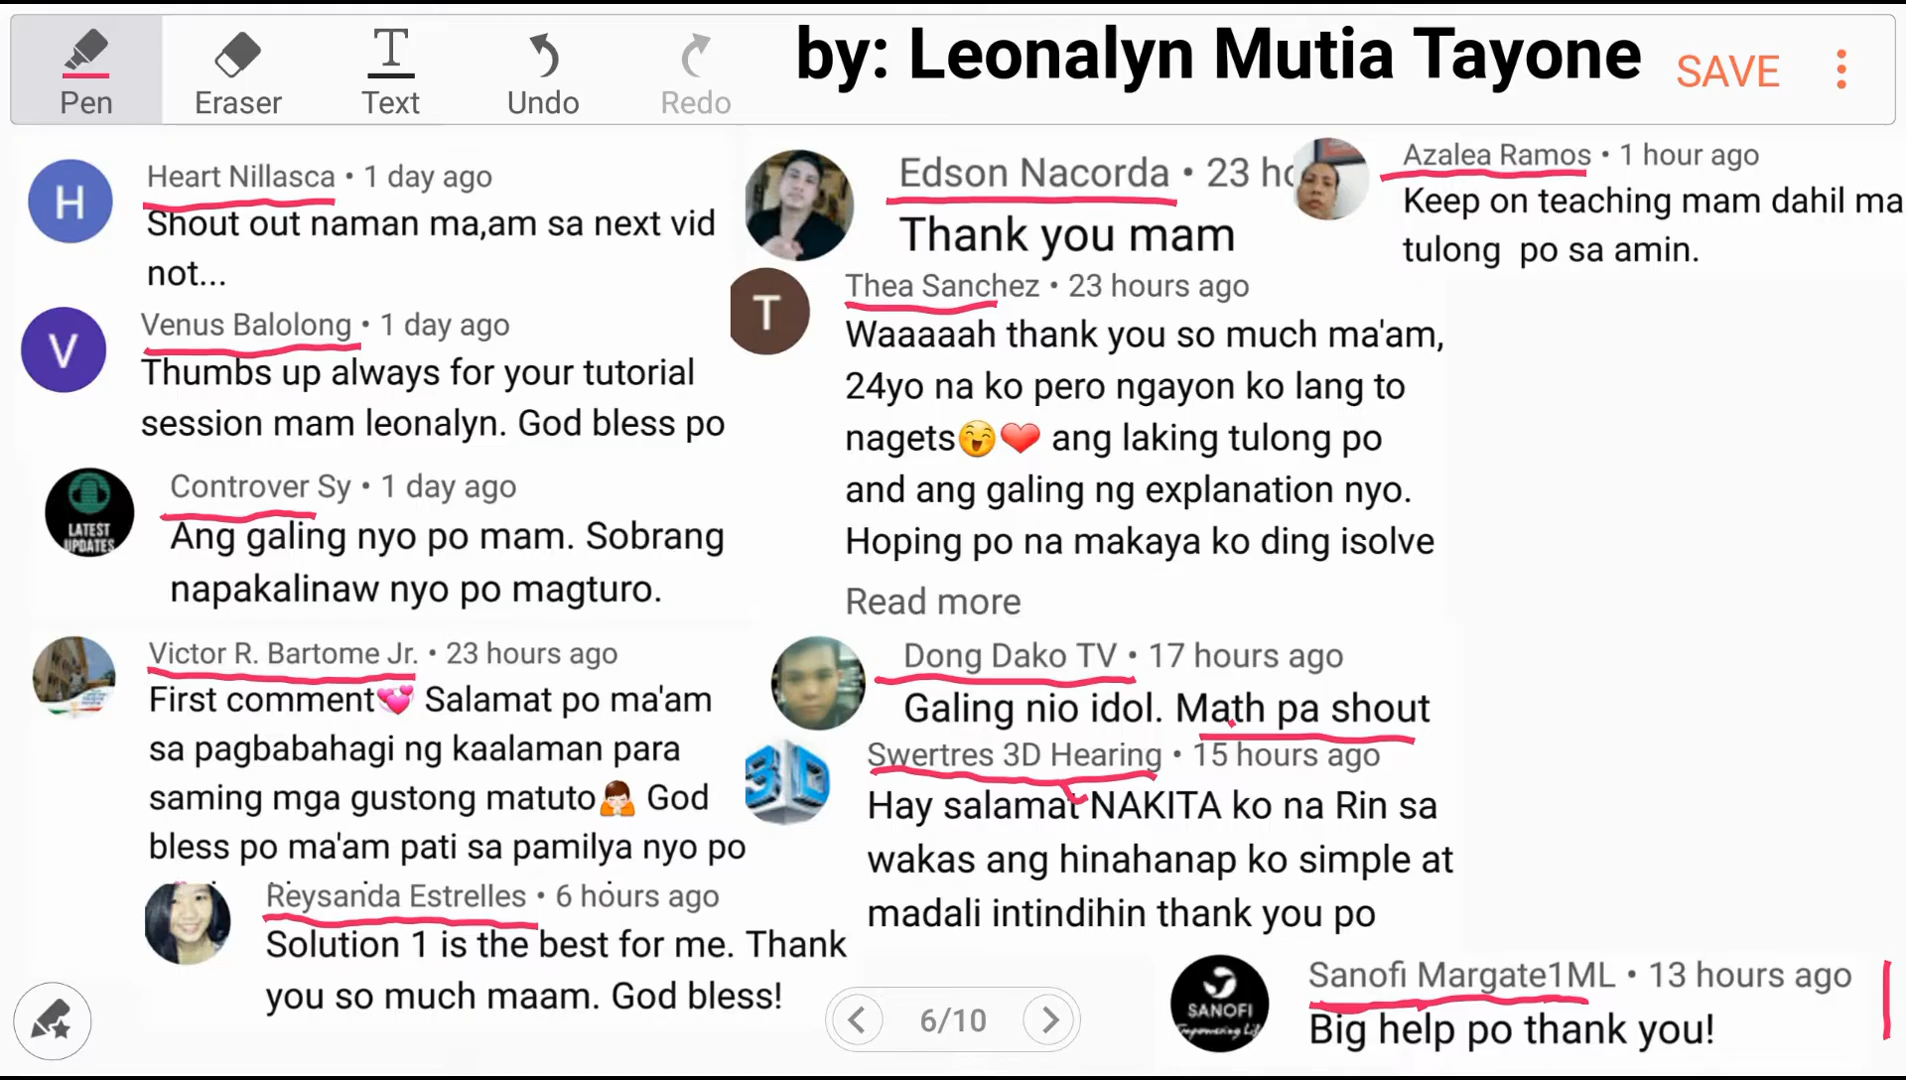 by: Leonalyn Mutia Tayone
Pen
Eraser
Text
Undo
Redo
SAVE
H
Heart Nillasca • 1 day ago
Shout out naman ma,am sa next vid
not...
V
Venus Balolong • 1 day ago
Thumbs up always for your tutorial
session mam leonalyn. God bless po
LATEST
UPDATES
Controver Sy • 1 day ago
Ang galing nyo po mam. Sobrang
napakalinaw nyo po magturo.
Victor R. Bartome Jr. • 23 hours ago
First comment💞 Salamat po ma'am
sa pagbabahagi ng kaalaman para
saming mga gustong matuto🙏 God
bless po ma'am pati sa pamilya nyo po
Reysanda Estrelles • 6 hours ago
Solution 1 is the best for me. Thank
you so much maam. God bless!
Edson Nacorda • 23 ho
Thank you mam
T
Thea Sanchez • 23 hours ago
Waaaaah thank you so much ma'am,
24yo na ko pero ngayon ko lang to
nagets😄❤️ ang laking tulong po
and ang galing ng explanation nyo.
Hoping po na makaya ko ding isolve
Read more
Dong Dako TV • 17 hours ago
Galing nio idol. Math pa shout
3D
Swertres 3D Hearing • 15 hours ago
Hay salamat NAKITA ko na Rin sa
wakas ang hinahanap ko simple at
madali intindihin thank you po
Azalea Ramos • 1 hour ago
Keep on teaching mam dahil ma
tulong po sa amin.
SANOFI
Sanofi Margate1ML • 13 hours ago
Big help po thank you!
6/10